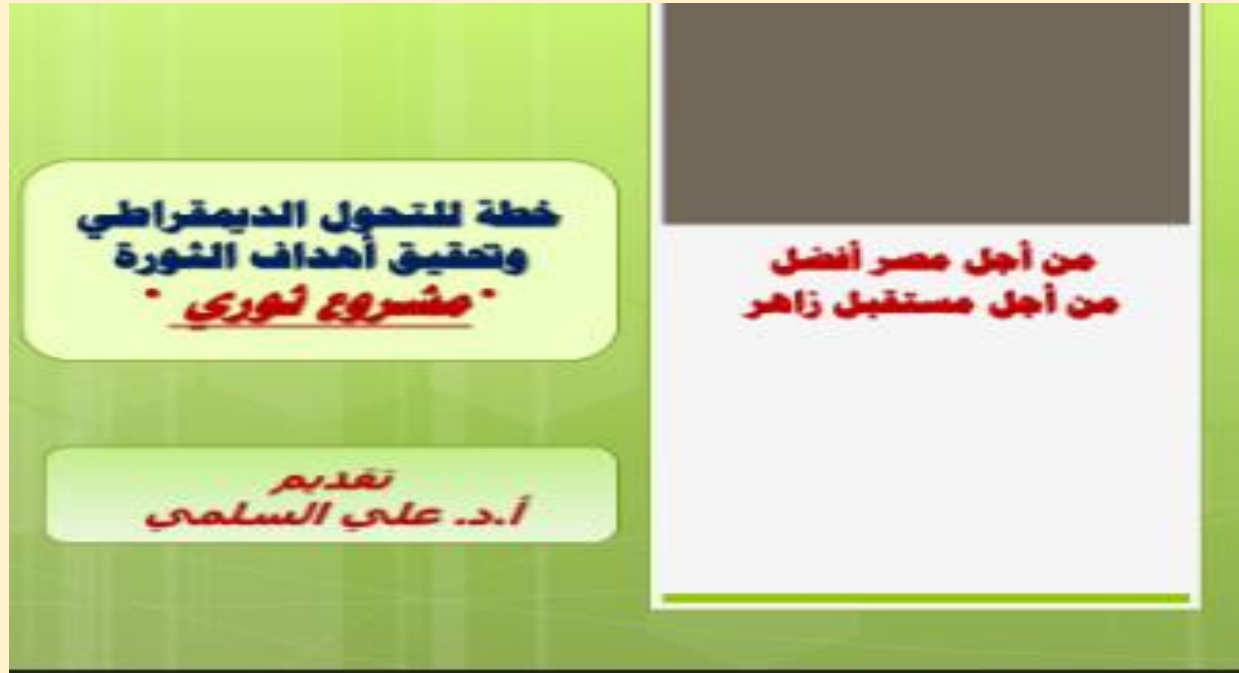 من أجل مصر أفضل
من أجل مستقبل زاهر
خطة للتحول الديمقراطي
وتحقيق أهداف الثورة
" مشروع ثوري "
تقديم
أ.د. علي السلمي